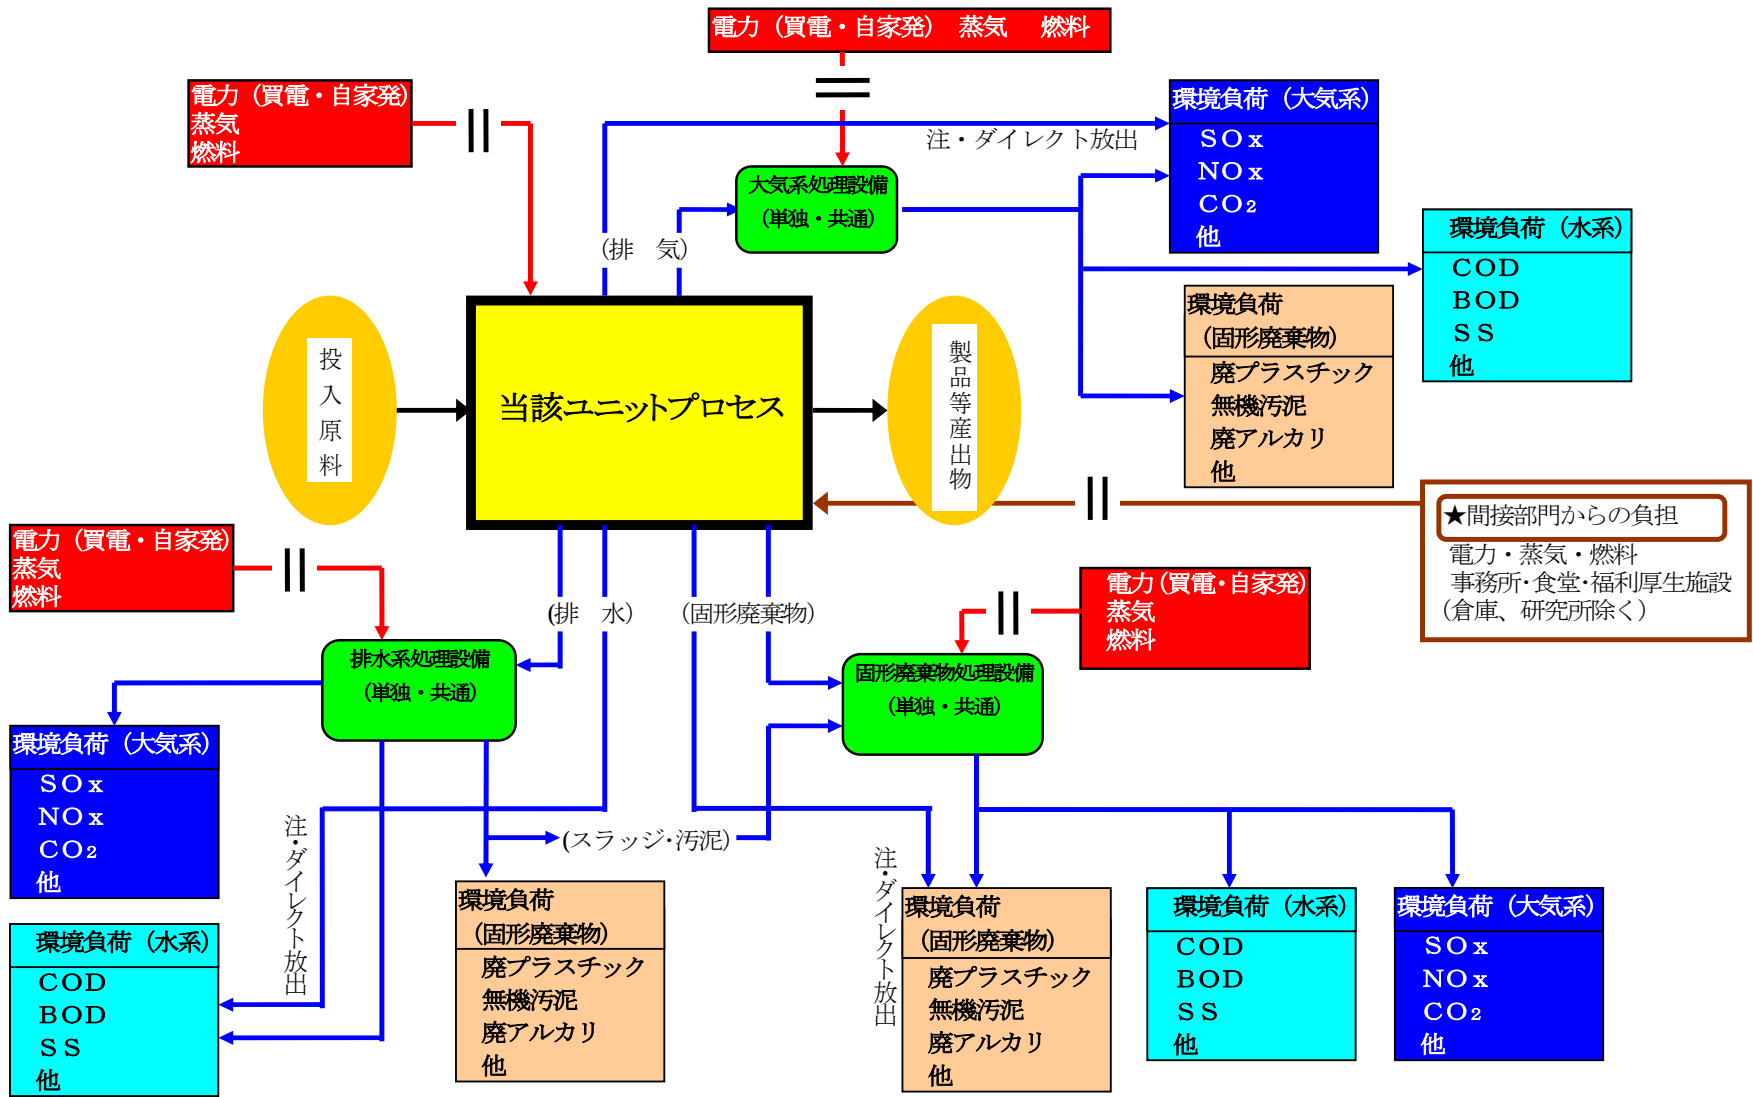 電力（買電・自家発） 蒸気 燃料
電力（買電・自家発）
蒸気
燃料
環境負荷（大気系）
ＳＯｘ
ＮＯｘ
ＣＯ₂
他
注・ダイレクト放出
大気系処理設備
（単独・共通）
（排 気）
環境負荷（水系）
ＣＯＤ
ＢＯＤ
ＳＳ
他
環境負荷
（固形廃棄物）
廃プラスチック
無機汚泥
廃アルカリ
他
投入原料
当該ユニットプロセス
製品等産出物
★間接部門からの負担
電力・蒸気・燃料
事務所・食堂・福利厚生施設
（倉庫、研究所除く）
電力（買電・自家発）
蒸気
燃料
（排 水）
（固形廃棄物）
電力（買電・自家発）
蒸気
燃料
排水系処理設備
（単独・共通）
固形廃棄物処理設備
（単独・共通）
環境負荷（大気系）
ＳＯｘ
ＮＯｘ
ＣＯ₂
他
注・ダイレクト放出
（スラッジ・汚泥）
注・ダイレクト放出
環境負荷（水系）
ＣＯＤ
ＢＯＤ
ＳＳ
他
環境負荷
（固形廃棄物）
廃プラスチック
無機汚泥
廃アルカリ
他
環境負荷
（固形廃棄物）
廃プラスチック
無機汚泥
廃アルカリ
他
環境負荷（水系）
ＣＯＤ
ＢＯＤ
ＳＳ
他
環境負荷（大気系）
ＳＯｘ
ＮＯｘ
ＣＯ₂
他